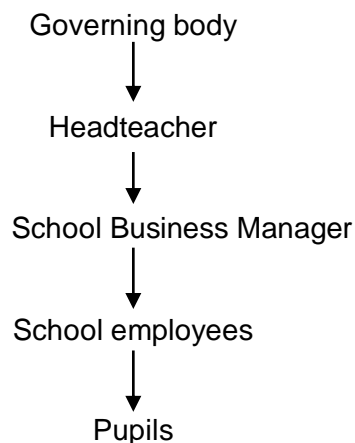 Governing body
Headteacher
School Business Manager
School employees
Pupils